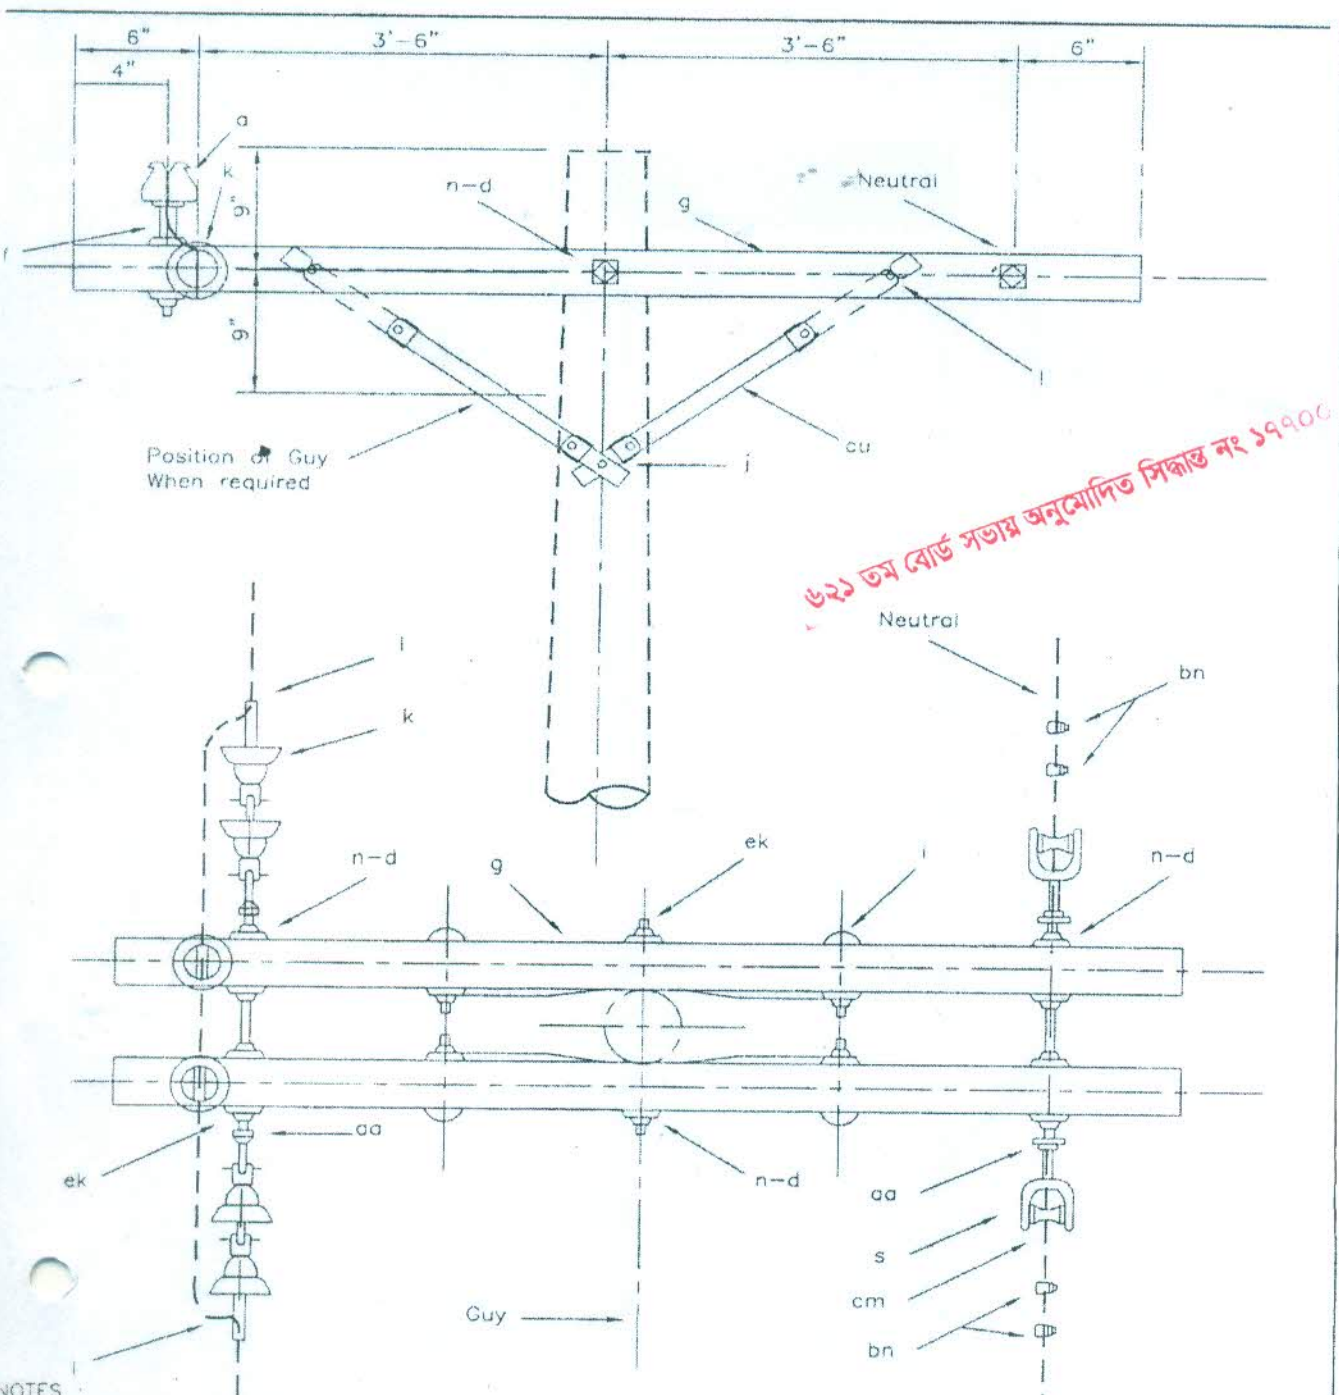 6" 3'-6" 3'-6" 6"
4"
a
k
n-d
Neutral
g
9"
f
9"
cu
j
Position of Guy
When required
৬২১ তম বোর্ড সভায় অনুমোদিত সিদ্ধান্ত নং ১৭৭০০
Neutral
l
bn
k
ek
n-d
g
i
n-d
aa
ek
n-d
aa
s
cm
Guy
bn
NOTES